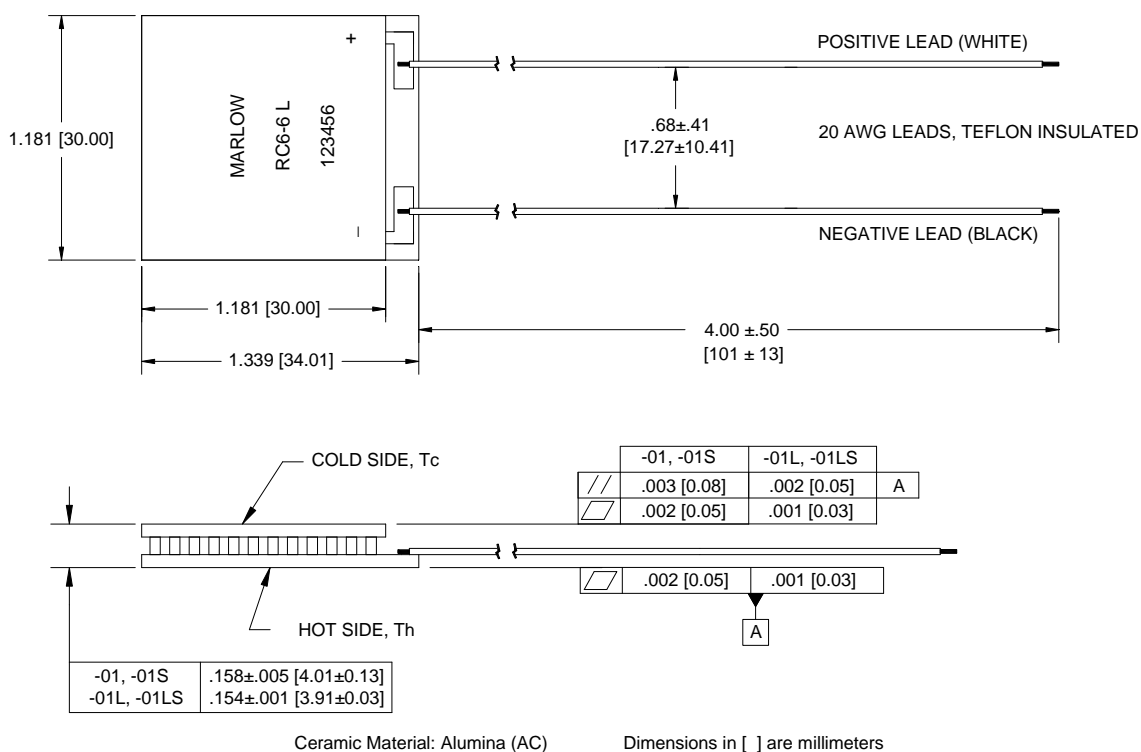 POSITIVE LEAD (WHITE)
+
1.181 [30.00]
MARLOW
RC6-6 L
123456
.68±.41
[17.27±10.41]
20 AWG LEADS, TEFLON INSULATED
–
NEGATIVE LEAD (BLACK)
1.181 [30.00]
4.00 ±.50
[101 ± 13]
1.339 [34.01]
COLD SIDE, Tc
-01, -01S -01L, -01LS
// .003 [0.08] .002 [0.05] A
.002 [0.05] .001 [0.03]
.002 [0.05] .001 [0.03]
A
HOT SIDE, Th
-01, -01S .158±.005 [4.01±0.13]
-01L, -01LS .154±.001 [3.91±0.03]
Ceramic Material: Alumina (AC) Dimensions in [ ] are millimeters